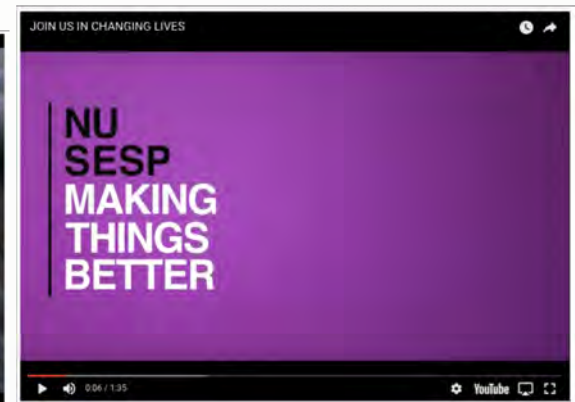 JOIN US IN CHANGING LIVES
NU
SESP
MAKING
THINGS
BETTER
0:06 / 1:35
YouTube